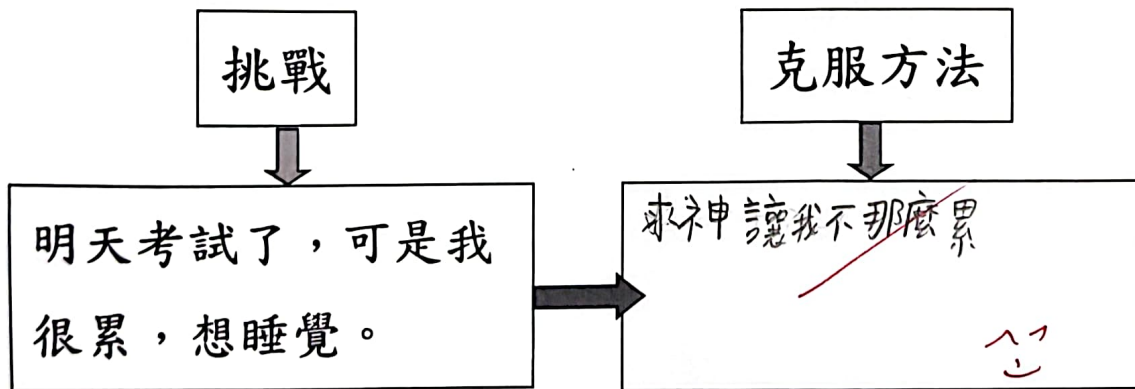 挑戰
克服方法
明天考試了，可是我
很累，想睡覺。
求神讓我不那麼累